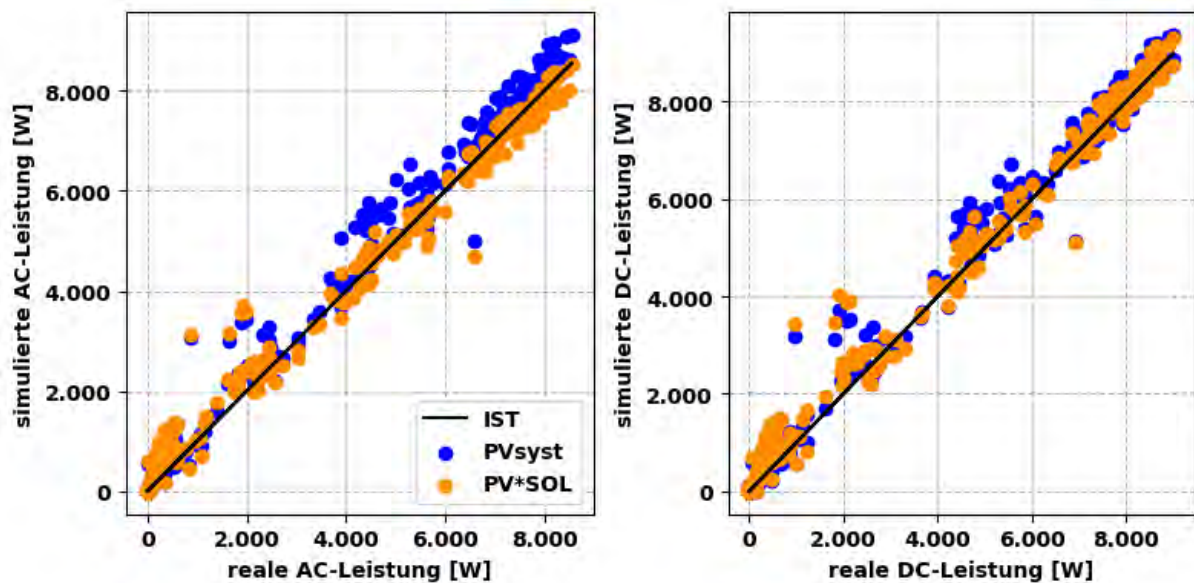 simulierte AC-Leistung [W]
8.000
6.000
4.000
2.000
0
0 2.000 4.000 6.000 8.000
reale AC-Leistung [W]
IST
PVsyst
PV*SOL
simulierte DC-Leistung [W]
8.000
6.000
4.000
2.000
0
0 2.000 4.000 6.000 8.000
reale DC-Leistung [W]